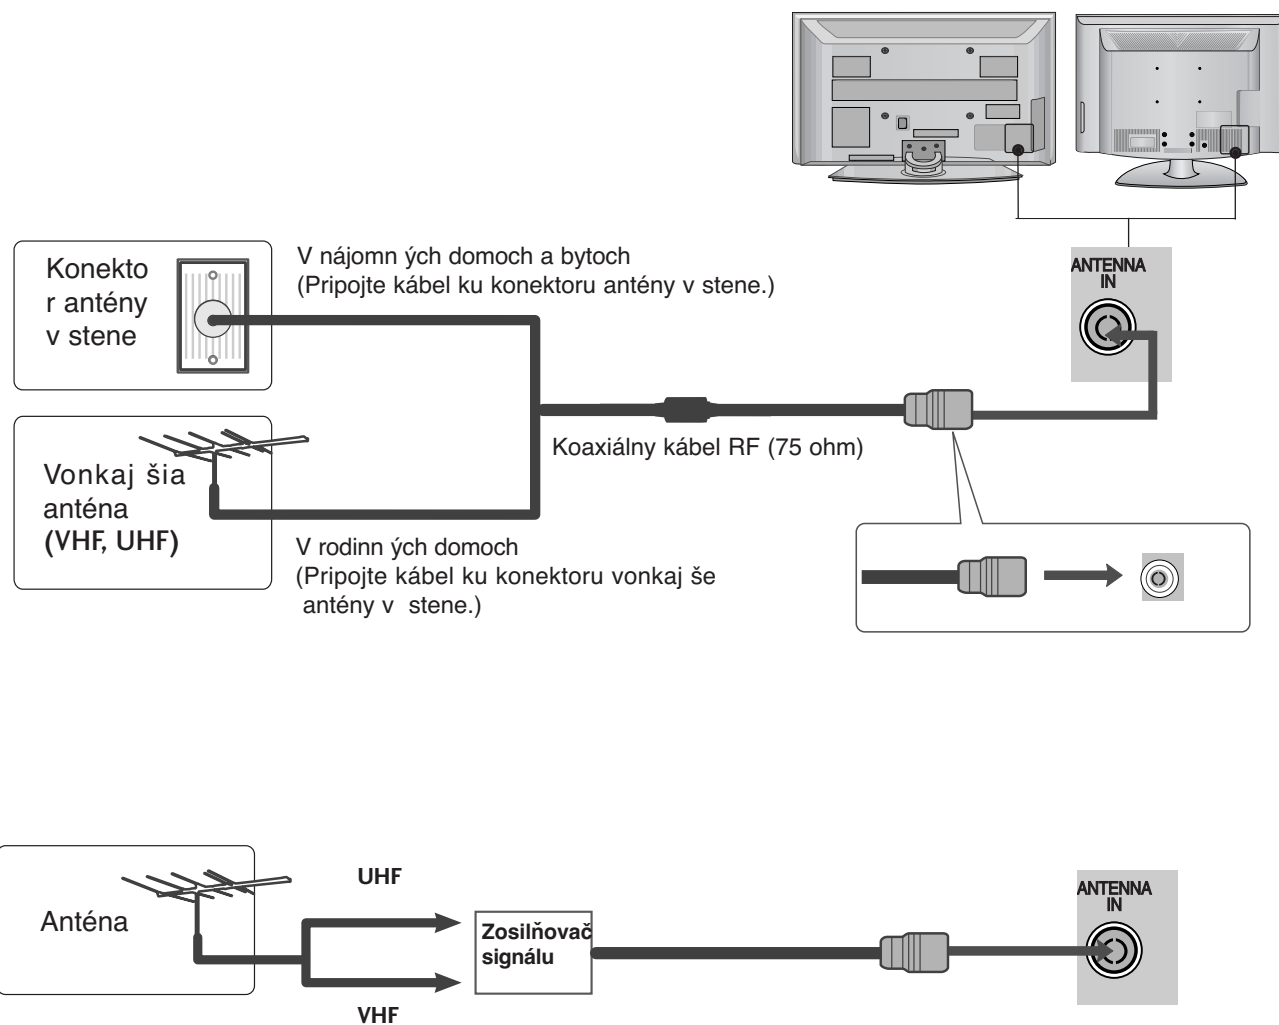 Konekto
r antény
v stene
V nájomn ých domoch a bytoch
(Pripojte kábel ku konektoru antény v stene.)
ANTENNA
IN
Vonkaj šia
anténa
(VHF, UHF)
Koaxiálny kábel RF (75 ohm)
V rodinn ých domoch
(Pripojte kábel ku konektoru vonkaj še
antény v stene.)
Anténa
UHF
VHF
Zosilňovač
signálu
ANTENNA
IN